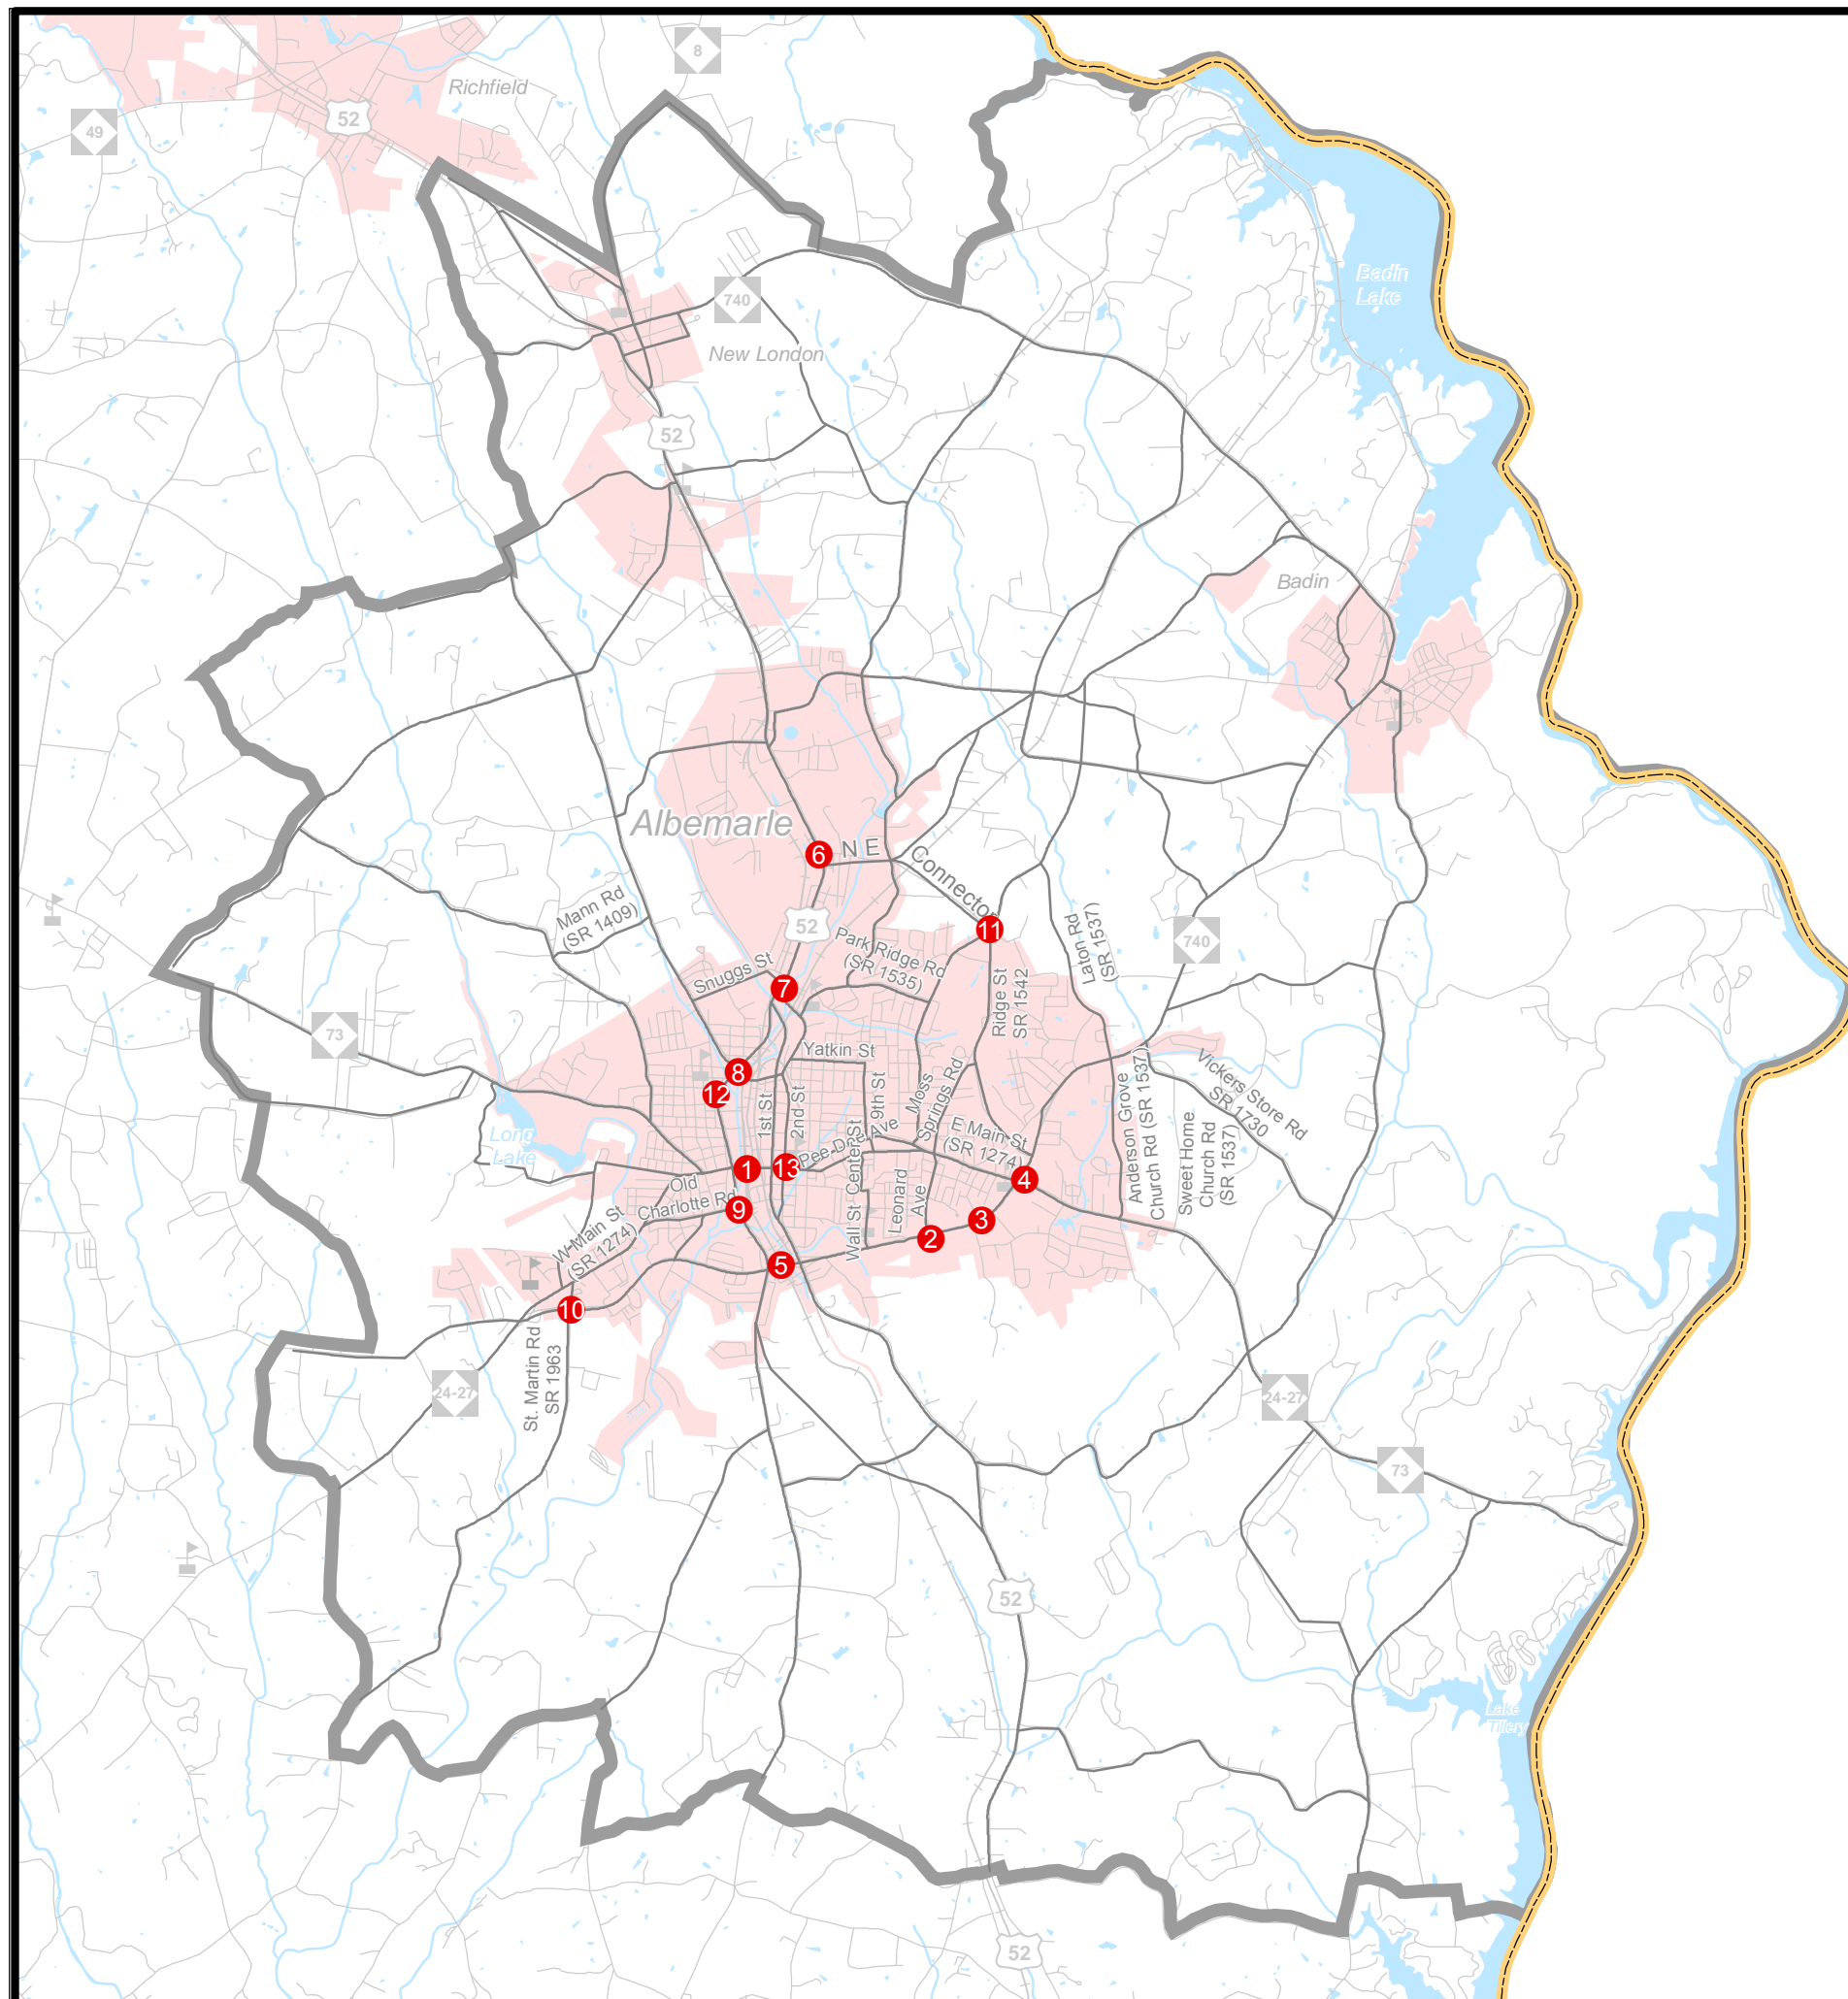 8
Richfield
52
49
Badin
Lake
740
New London
52
Badin
Albemarle
6
N E
Connector
Mann Rd
(SR 1409)
52
11
Park Ridge Rd
(SR 1535)
Laton Rd
(SR 1537)
740
Snuggs St
7
Ridge St
SR 1542
73
Yatkin St
8
12
1st St
2nd St
9th St
Moss
Springs Rd
Vickers Store Rd
SR 1730
Long
Lake
E Main St
(SR 1274)
Pee Dee Ave
1
13
4
Anderson Grove
Church Rd (SR 1537)
Sweet Home
Church Rd
(SR 1537)
Old
Charlotte Rd
9
Wall St Center St
Leonard
Ave
3
2
W Main St
(SR 1274)
5
10
St. Martin Rd
SR 1963
24-27
24-27
73
52
Lake
Tillery
52